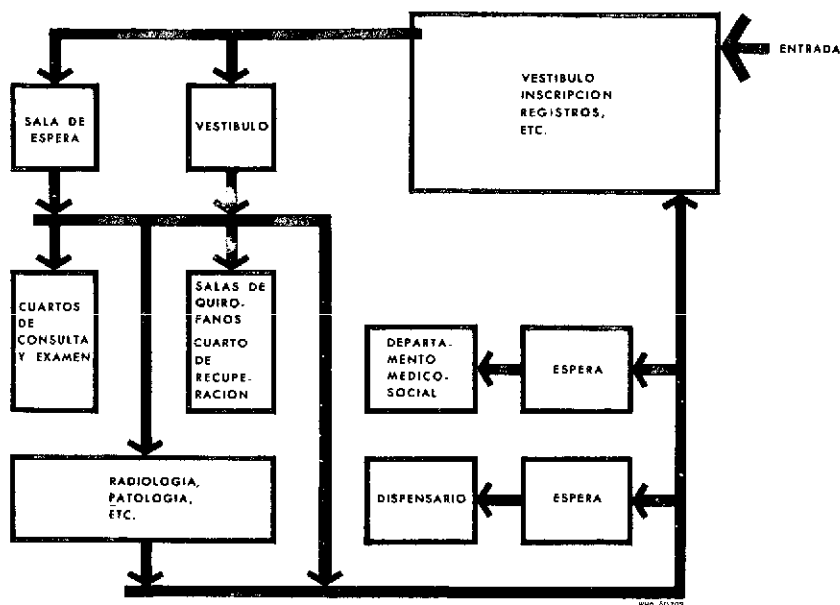 ENTRADA
VESTIBULO
INSCRIPCION
REGISTROS,
ETC.
SALA DE
ESPERA
VESTIBULO
CUARTOS
DE
CONSULTA
Y EXAMEN
SALAS DE
QUIRO-
FANOS
CUARTO
DE
RECUPE-
RACION
DEPARTA-
MENTO
MEDICO-
SOCIAL
ESPERA
RADIOLOGIA,
PATOLOGIA,
ETC.
DISPENSARIO
ESPERA
WHO